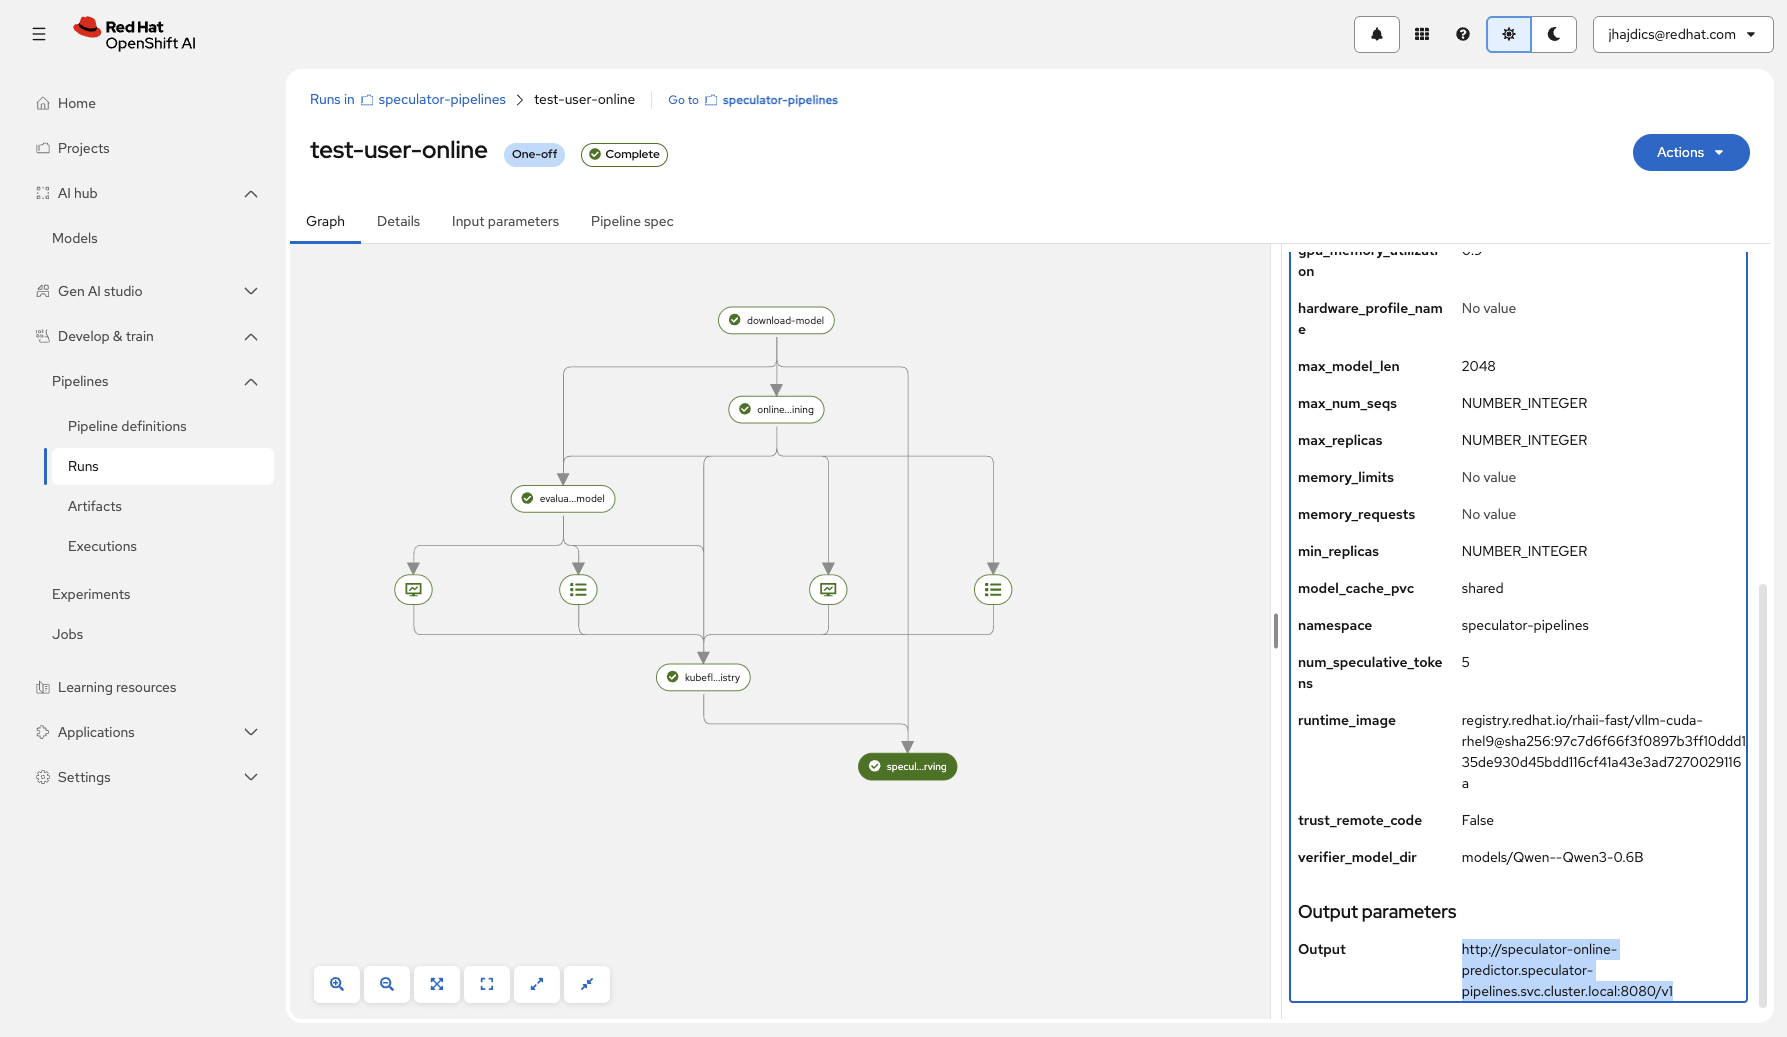 Red Hat
OpenShift AI
jhajdics@redhat.com
Home
Projects
AI hub
Models
Gen AI studio
Develop & train
Pipelines
Pipeline definitions
Runs
Artifacts
Executions
Experiments
Jobs
Learning resources
Applications
Settings
Runs in speculator-pipelines > test-user-online Go to speculator-pipelines
test-user-online One-off Complete
Actions
Graph Details Input parameters Pipeline spec
download-model
online...ining
evalua...model
kubefl...istry
specul...rving
gpu_memory_utilizati 0.9
on
hardware_profile_nam No value
e
max_model_len 2048
max_num_seqs NUMBER_INTEGER
max_replicas NUMBER_INTEGER
memory_limits No value
memory_requests No value
min_replicas NUMBER_INTEGER
model_cache_pvc shared
namespace speculator-pipelines
num_speculative_toke 5
ns
runtime_image registry.redhat.io/rhaii-fast/vllm-cuda-
rhel9@sha256:97c7d6f66f3f0897b3ff10ddd1
35de930d45bdd116cf41a43e3ad7270029116
a
trust_remote_code False
verifier_model_dir models/Qwen--Qwen3-0.6B
Output parameters
Output http://speculator-online-
predictor.speculator-
pipelines.svc.cluster.local:8080/v1